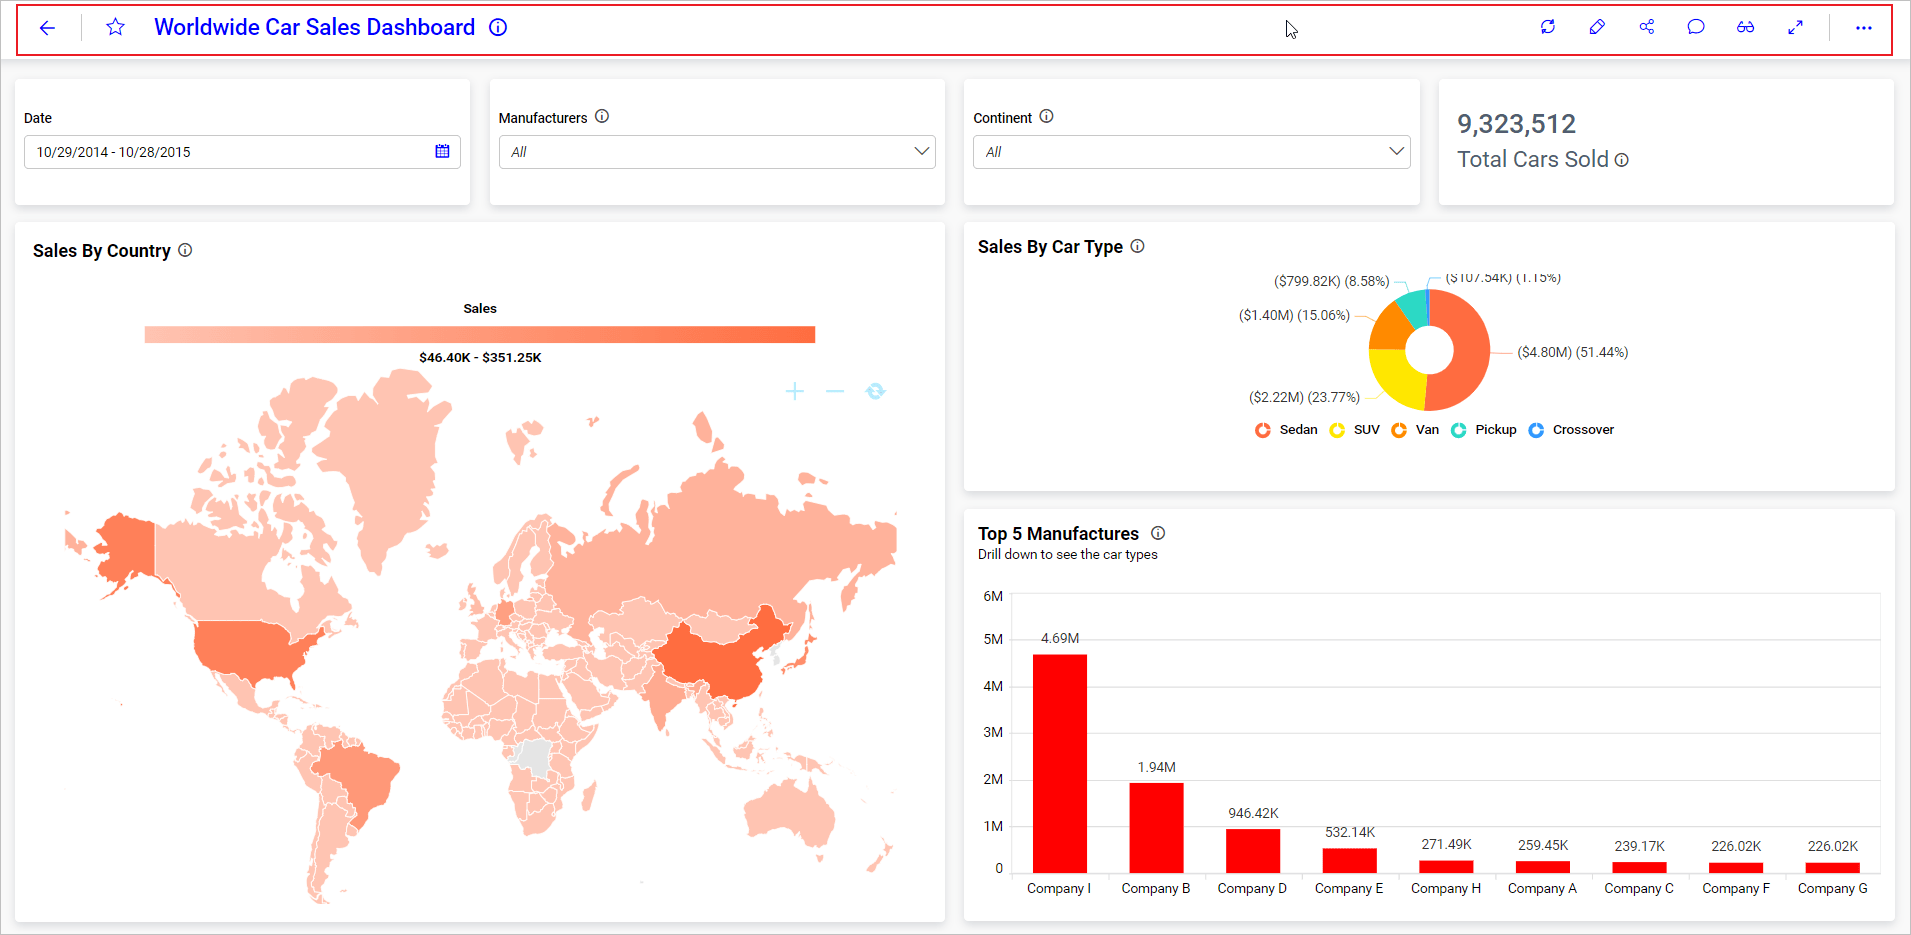 Worldwide Car Sales Dashboard
Date
10/29/2014 - 10/28/2015
Manufacturers
All
Continent
All
9,323,512
Total Cars Sold
Sales By Country
Sales
$46.40K - $351.25K
Sales By Car Type
($799.82K) (8.58%)
($107.54K) (1.15%)
($1.40M) (15.06%)
($4.80M) (51.44%)
($2.22M) (23.77%)
Sedan SUV Van Pickup Crossover
Top 5 Manufactures
Drill down to see the car types
6M
5M
4M
3M
2M
1M
0
4.69M
1.94M
946.42K
532.14K
271.49K
259.45K
239.17K
226.02K
226.02K
Company I Company B Company D Company E Company H Company A Company C Company F Company G